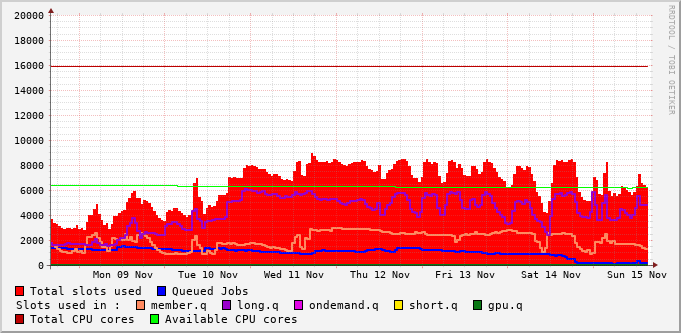 20000
18000
16000
14000
12000
10000
8000
6000
4000
2000
0
Mon 09 Nov Tue 10 Nov Wed 11 Nov Thu 12 Nov Fri 13 Nov Sat 14 Nov Sun 15 Nov
Total slots used Queued Jobs
Slots used in : member.q long.q ondemand.q short.q gpu.q
Total CPU cores Available CPU cores
RRDTOOL / TOBI OETIKER